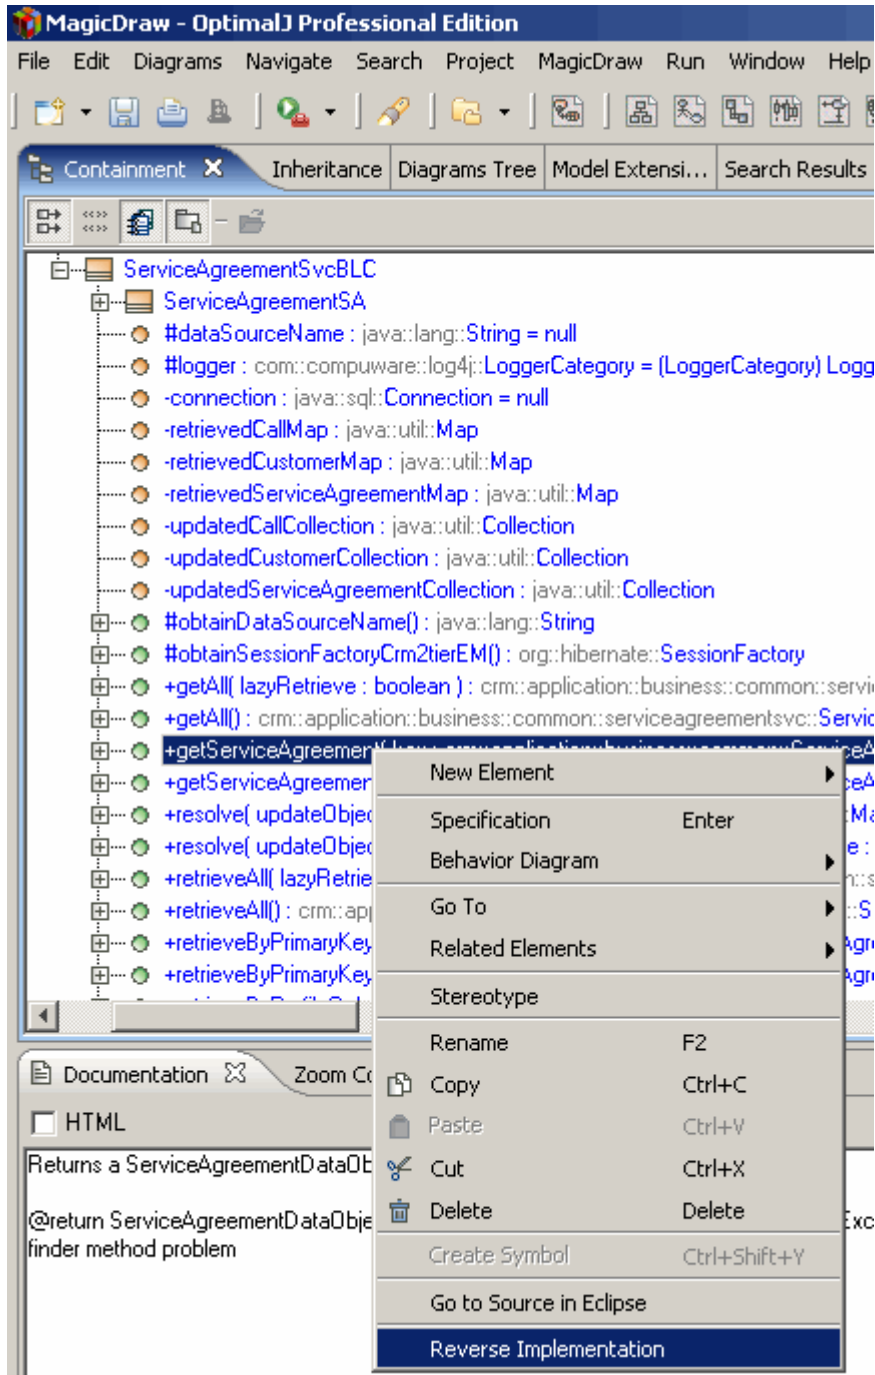 MagicDraw - OptimalJ Professional Edition
File Edit Diagrams Navigate Search Project MagicDraw Run Window Help
Containment Inheritance Diagrams Tree Model Extensi... Search Results
ServiceAgreementSvcBLC
ServiceAgreementSA
#dataSourceName : java::lang::String = null
#logger : com::compuware::log4j::LoggerCategory = (LoggerCategory) Logg
-connection : java::sql::Connection = null
-retrievedCallMap : java::util::Map
-retrievedCustomerMap : java::util::Map
-retrievedServiceAgreementMap : java::util::Map
-updatedCallCollection : java::util::Collection
-updatedCustomerCollection : java::util::Collection
-updatedServiceAgreementCollection : java::util::Collection
#obtainDataSourceName() : java::lang::String
#obtainSessionFactoryCrm2tierEM() : org::hibernate::SessionFactory
+getAll( lazyRetrieve : boolean ) : crm::application::business::common::servi
+getAll() : crm::application::business::common::serviceagreementsvc::Servic
+getServiceAgreement(
+getServiceAgreemer
+resolve( updateObjec
+resolve( updateObjec
+retrieveAll( lazyRetrie
+retrieveAll() : crm::app
+retrieveByPrimaryKey
+retrieveByPrimaryKey
New Element
Specification Enter
Behavior Diagram
Go To
Related Elements
Stereotype
Rename F2
Copy Ctrl+C
Paste Ctrl+V
Cut Ctrl+X
Delete Delete
Create Symbol Ctrl+Shift+Y
Go to Source in Eclipse
Reverse Implementation
Documentation Zoom Co
HTML
Returns a ServiceAgreementDataOb
@return ServiceAgreementDataObje Exc
finder method problem